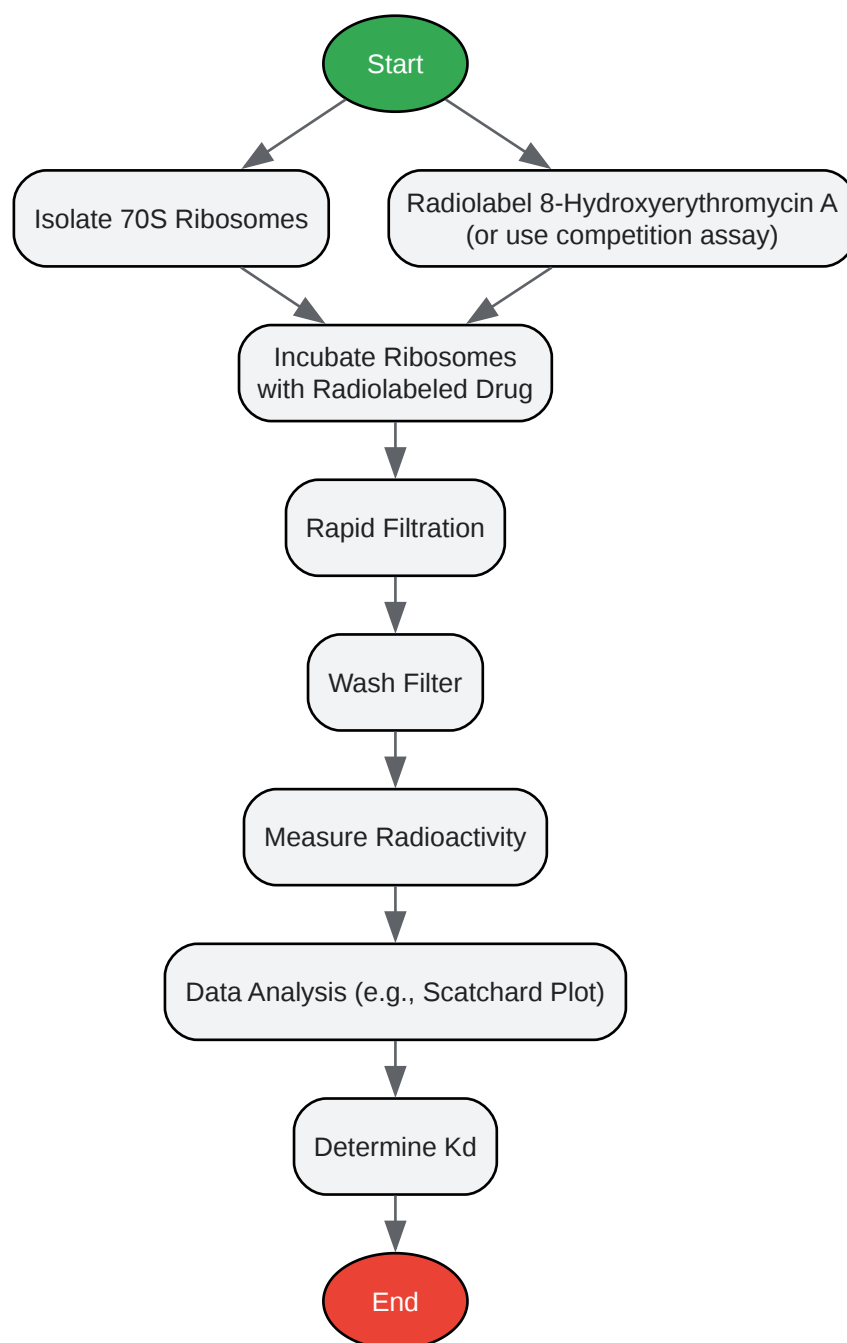 Start
Isolate 70S Ribosomes
Radiolabel 8-Hydroxyerythromycin A
(or use competition assay)
Incubate Ribosomes
with Radiolabeled Drug
Rapid Filtration
Wash Filter
Measure Radioactivity
Data Analysis (e.g., Scatchard Plot)
Determine Kd
End